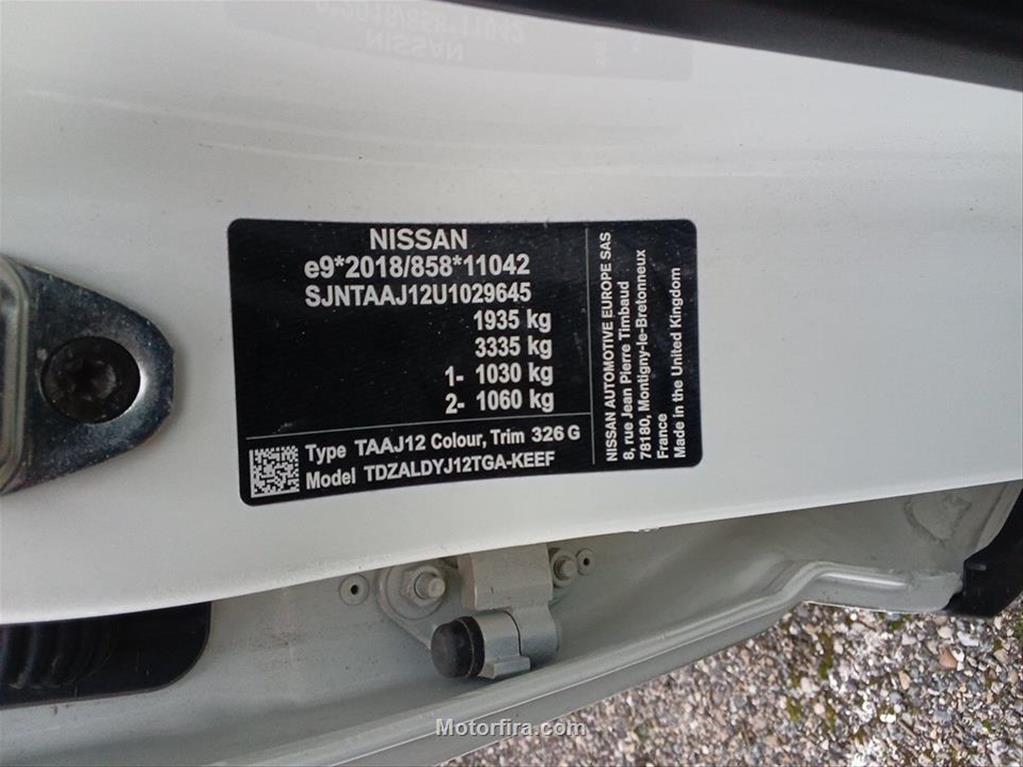 NISSAN
e9*2018/858*11042
SJNTAAJ12U1029645
1935 kg
3335 kg
1- 1030 kg
2- 1060 kg
Type TAAJ12 Colour, Trim 326 G
Model TDZALDYJ12TGA-KEEF
NISSAN AUTOMOTIVE EUROPE SAS
8, rue Jean Pierre Timbaud
78180, Montigny-le-Bretonneux
France
Made in the United Kingdom
Motorfira.com